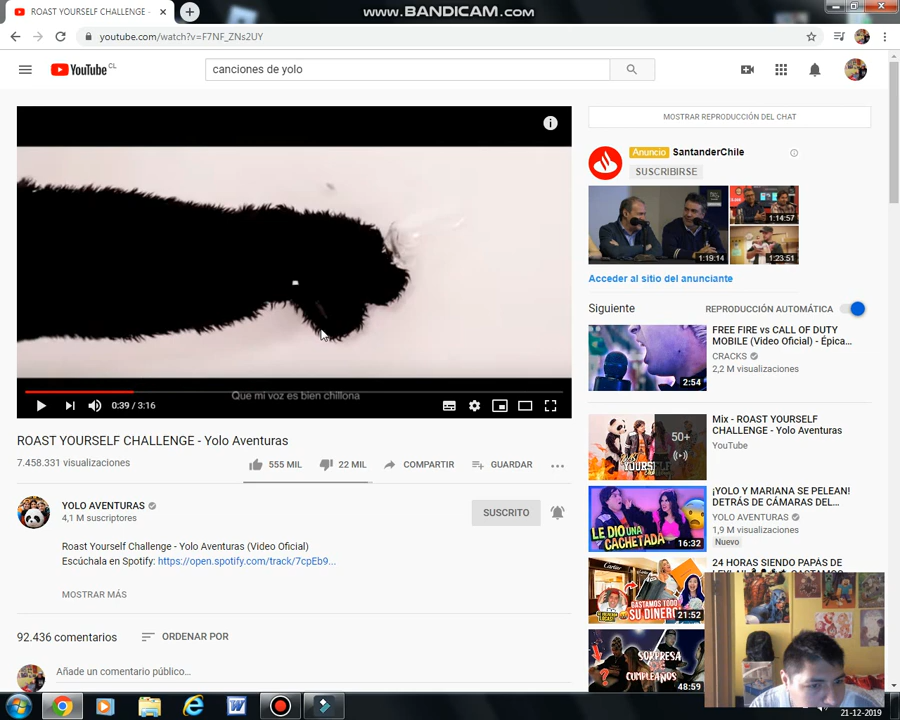 ROAST YOURSELF CHALLENGE -
WWW.BANDICAM.COM
youtube.com/watch?v=F7NF_ZNs2UY
YouTube CL
canciones de yolo
MOSTRAR REPRODUCCIÓN DEL CHAT
Anuncio SantanderChile
SUSCRIBIRSE
1:19:14
1:14:57
1:23:51
Acceder al sitio del anunciante
Siguiente
REPRODUCCIÓN AUTOMÁTICA
FREE FIRE vs CALL OF DUTY
MOBILE (Video Oficial) - Épica...
CRACKS
2,2 M visualizaciones
2:54
Que mi voz es bien chillona
0:39 / 3:16
ROAST YOURSELF CHALLENGE - Yolo Aventuras
7.458.331 visualizaciones
555 MIL
22 MIL
COMPARTIR
GUARDAR
Mix - ROAST YOURSELF
CHALLENGE - Yolo Aventuras
YouTube
50+
YOLO AVENTURAS
4,1 M suscriptores
SUSCRITO
Roast Yourself Challenge - Yolo Aventuras (Video Oficial)
Escúchala en Spotify: https://open.spotify.com/track/7cpEb9...
MOSTRAR MÁS
¡YOLO Y MARIANA SE PELEAN!
DETRÁS DE CÁMARAS DEL...
YOLO AVENTURAS
1,9 M visualizaciones
Nuevo
LE DIO UNA
CACHETADA
16:32
24 HORAS SIENDO PAPÁS DE
GASTAMOS TODO
SU DINERO
21:52
SORPRESA
CUMPLEAÑOS
48:59
92.436 comentarios
ORDENAR POR
Añade un comentario público...
21-12-2019